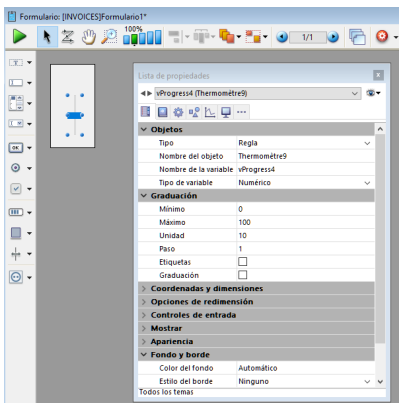 Formulario: [INVOICES]Formulario1*
100%
1/1
Lista de propiedades
x
vProgress4 (Thermomètre9)
Objetos
Tipo Regla
Nombre del objeto Thermomètre9
Nombre de la variable vProgress4
Tipo de variable Numérico
Graduación
Mínimo 0
Máximo 100
Unidad 10
Paso 1
Etiquetas
Graduación
Coordenadas y dimensiones
Opciones de redimensión
Controles de entrada
Mostrar
Apariencia
Fondo y borde
Color del fondo Automático
Estilo del borde Ninguno
Todos los temas
OK